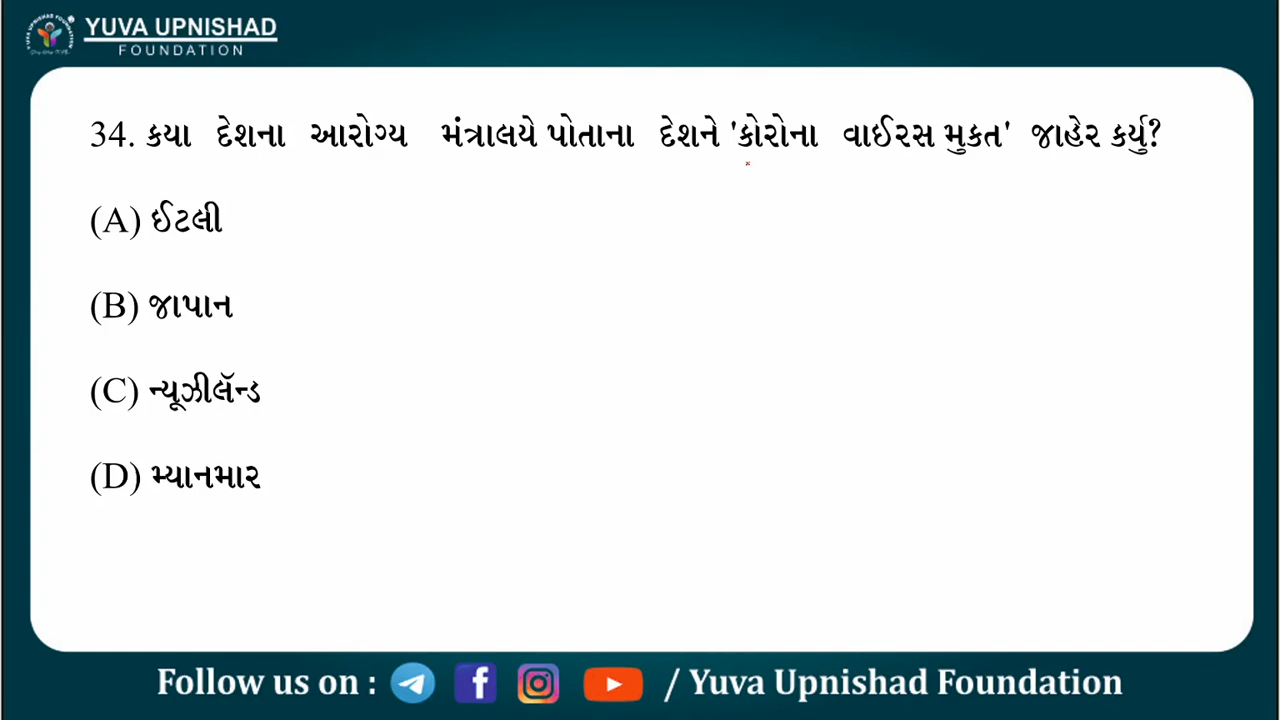 YUVA UPNISHAD
FOUNDATION
34. કયા દેશના આરોગ્ય મંત્રાલયે પોતાના દેશને 'કોરોના વાઈરસ મુકત' જાહેર કર્યુ?
(A) ઈટલી
(B) જાપાન
(C) ન્યૂઝીલૅન્ડ
(D) મ્યાનમાર
Follow us on : / Yuva Upnishad Foundation